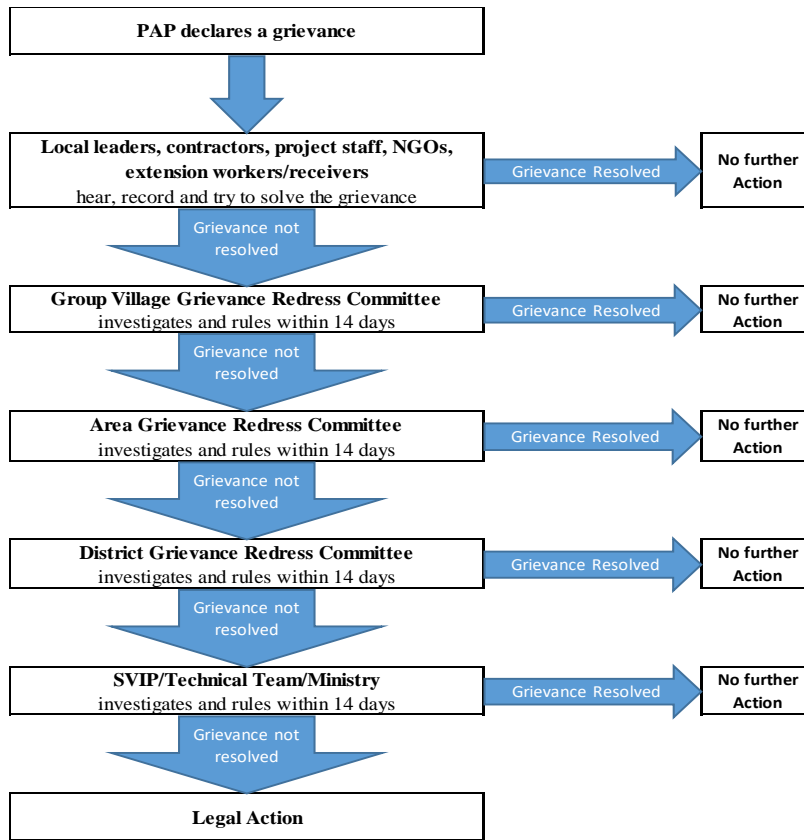 PAP declares a grievance
Local leaders, contractors, project staff, NGOs,
extension workers/receivers
hear, record and try to solve the grievance
Grievance Resolved
No further
Action
Grievance not
resolved
Group Village Grievance Redress Committee
investigates and rules within 14 days
Grievance Resolved
No further
Action
Grievance not
resolved
Area Grievance Redress Committee
investigates and rules within 14 days
Grievance Resolved
No further
Action
Grievance not
resolved
District Grievance Redress Committee
investigates and rules within 14 days
Grievance Resolved
No further
Action
Grievance not
resolved
SVIP/Technical Team/Ministry
investigates and rules within 14 days
Grievance Resolved
No further
Action
Grievance not
resolved
Legal Action